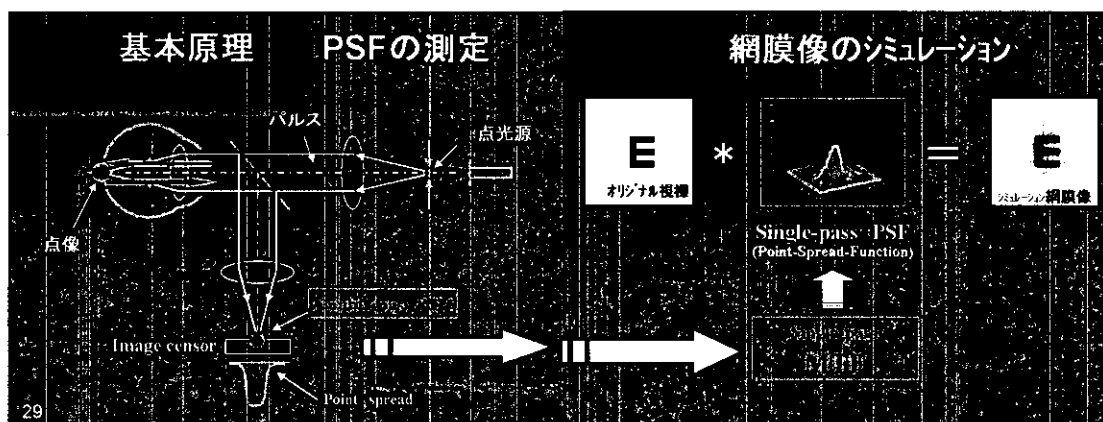 基本原理 PSFの測定
パルス
点光源
点像
Image censor
Point spread
29
網膜像のシミュレーション
E
オリジナル視標
*
Single-pass PSF
(Point-Spread-Function)
=
E
シミュレーション網膜像